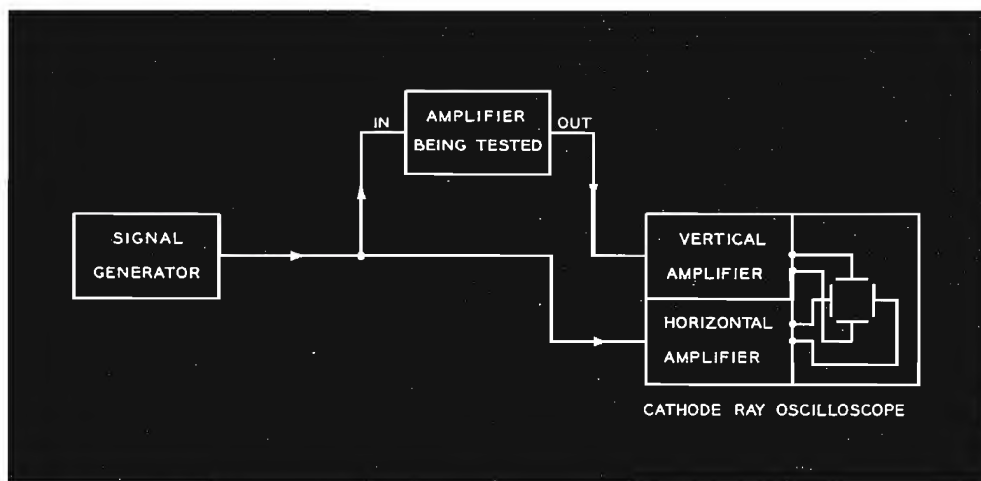 AMPLIFIER
BEING TESTED
IN
OUT
SIGNAL
GENERATOR
VERTICAL
AMPLIFIER
HORIZONTAL
AMPLIFIER
CATHODE RAY OSCILLOSCOPE